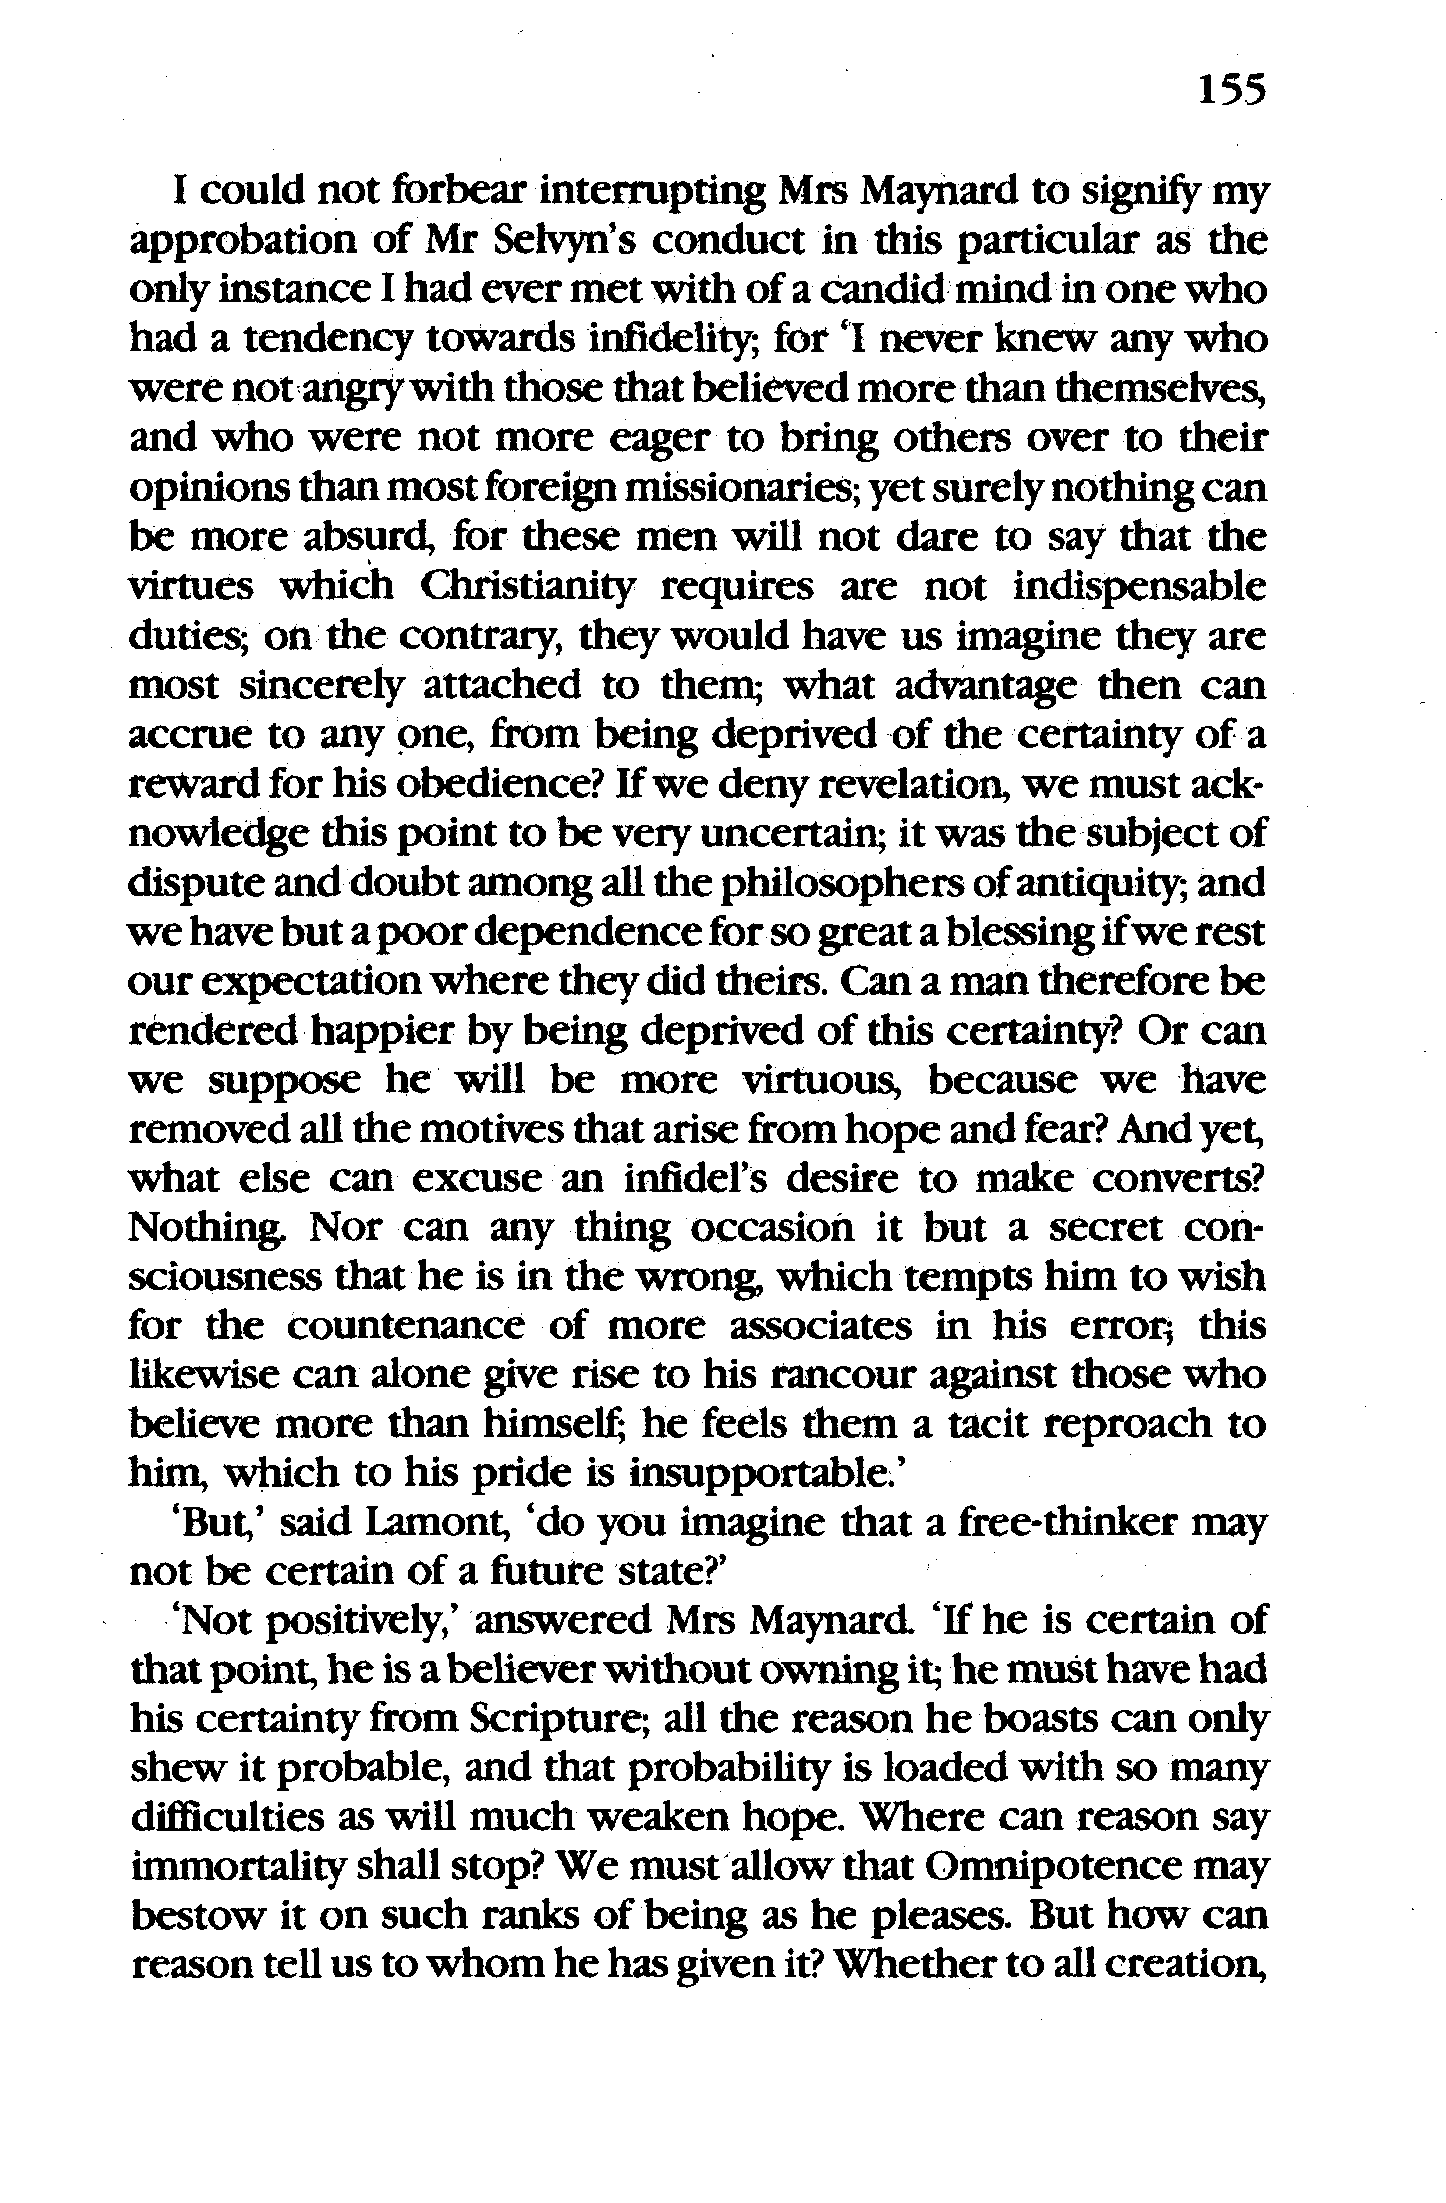 155
I could not forbear interrupting Mrs Maynard to signify my
approbation of Mr Selvyn's conduct in this particular as the
only instance I had ever met with of a candid mind in one who
had a tendency towards infidelity; for 'I never knew any who
were not angry with those that believed more than themselves,
and who were not more eager to bring others over to their
opinions than most foreign missionaries; yet surely nothing can
be more absurd, for these men will not dare to say that the
virtues which Christianity requires are not indispensable
duties; on the contrary, they would have us imagine they are
most sincerely attached to them; what advantage then can
accrue to any one, from being deprived of the certainty of a
reward for his obedience? If we deny revelation, we must ack-
nowledge this point to be very uncertain; it was the subject of
dispute and doubt among all the philosophers of antiquity; and
we have but a poor dependence for so great a blessing if we rest
our expectation where they did theirs. Can a man therefore be
rendered happier by being deprived of this certainty? Or can
we suppose he will be more virtuous, because we have
removed all the motives that arise from hope and fear? And yet,
what else can excuse an infidel's desire to make converts?
Nothing. Nor can any thing occasion it but a secret con-
sciousness that he is in the wrong, which tempts him to wish
for the countenance of more associates in his error; this
likewise can alone give rise to his rancour against those who
believe more than himself; he feels them a tacit reproach to
him, which to his pride is insupportable.'
'But,' said Lamont, 'do you imagine that a free-thinker may
not be certain of a future state?'
'Not positively,' answered Mrs Maynard. 'If he is certain of
that point, he is a believer without owning it; he must have had
his certainty from Scripture; all the reason he boasts can only
shew it probable, and that probability is loaded with so many
difficulties as will much weaken hope. Where can reason say
immortality shall stop? We must allow that Omnipotence may
bestow it on such ranks of being as he pleases. But how can
reason tell us to whom he has given it? Whether to all creation,